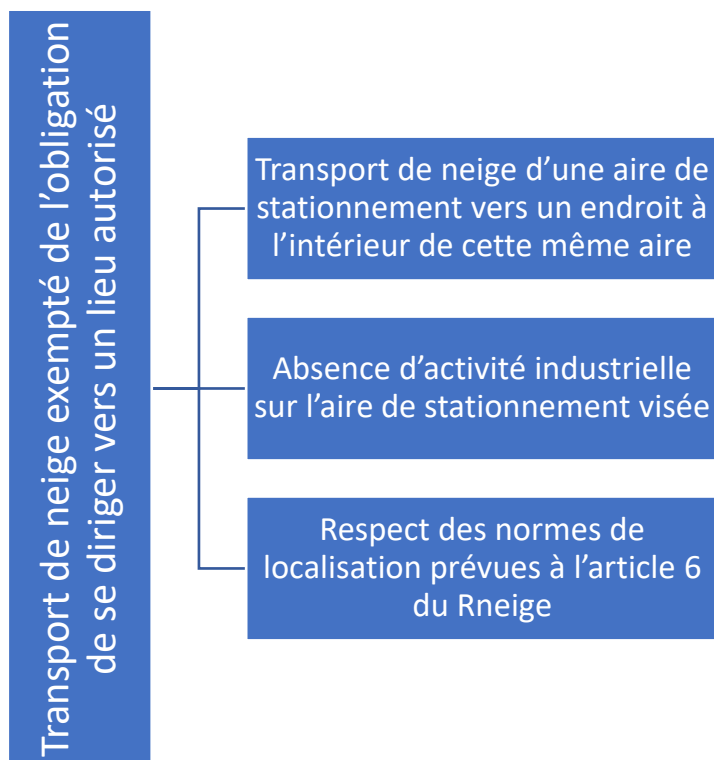 Transport de neige exempté de l’obligation
de se diriger vers un lieu autorisé
Transport de neige d’une aire de
stationnement vers un endroit à
l’intérieur de cette même aire
Absence d’activité industrielle
sur l’aire de stationnement visée
Respect des normes de
localisation prévues à l’article 6
du Rneige